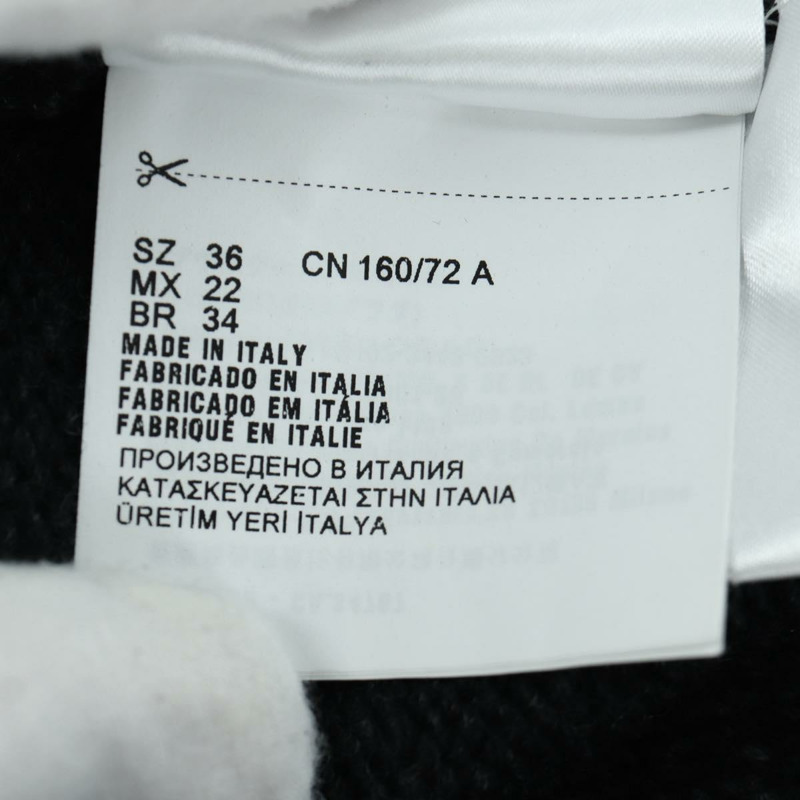 SZ 36 CN 160/72 A
MX 22
BR 34
MADE IN ITALY
FABRICADO EN ITALIA
FABRICADO EM ITÁLIA
FABRIQUÉ EN ITALIE
ПРОИЗВЕДЕНО В ИТАЛИЯ
ΚΑΤΑΣΚΕΥΑΖΕΤΑΙ ΣΤΗΝ ΙΤΑΛΙΑ
ÜRETİM YERİ İTALYA